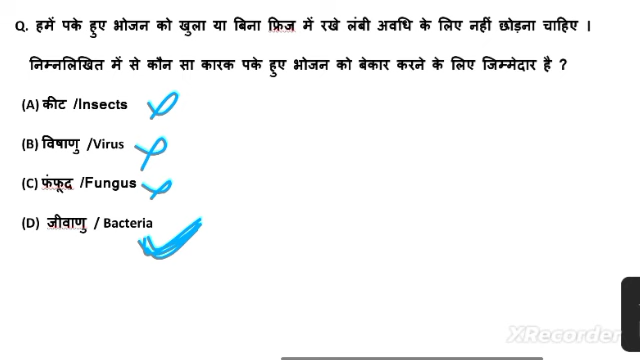 Q. हमें पके हुए भोजन को खुला या बिना फ्रिज में रखे लंबी अवधि के लिए नहीं छोड़ना चाहिए ।
निम्नलिखित में से कौन सा कारक पके हुए भोजन को बेकार करने के लिए जिम्मेदार है ?
(A) कीट /Insects
(B) विषाणु /Virus
(C) फंफूद /Fungus
(D) जीवाणु / Bacteria
XRecorder